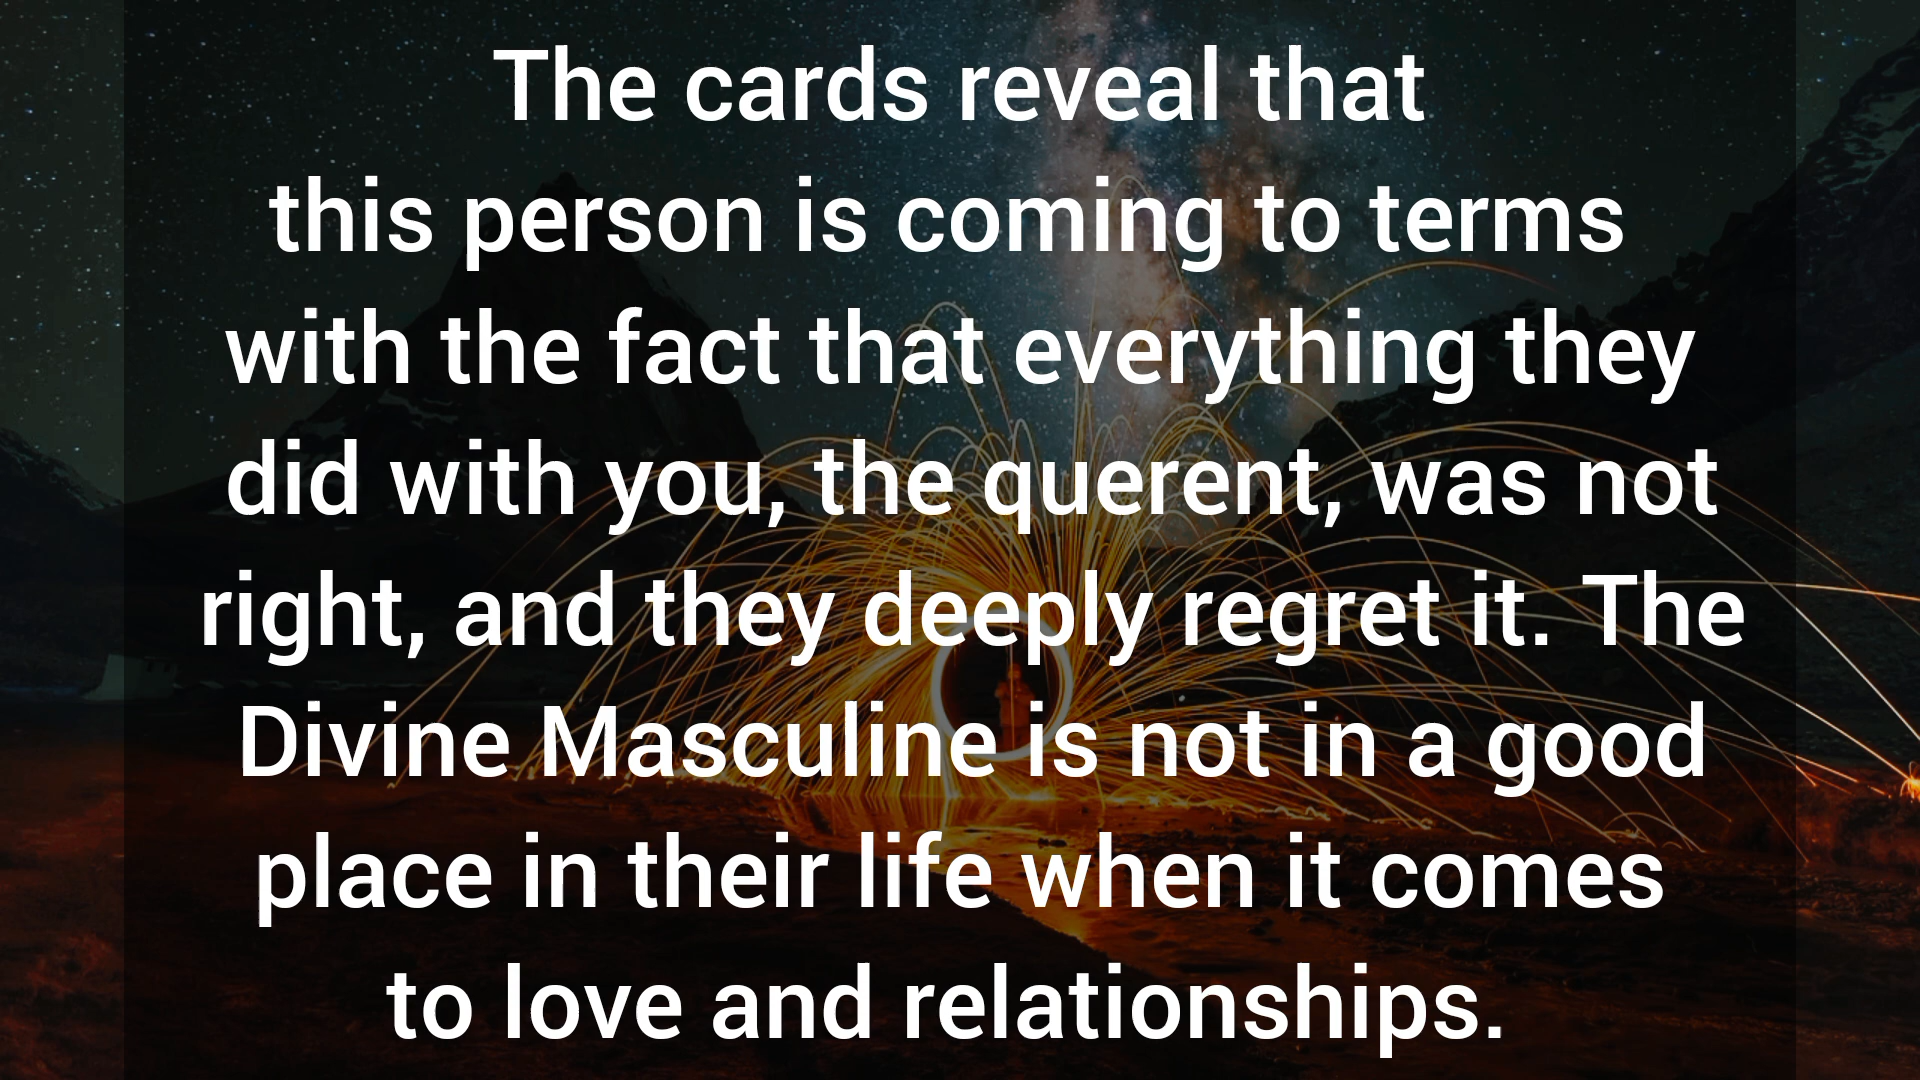 The cards reveal that
this person is coming to terms
with the fact that everything they
did with you, the querent, was not
right, and they deeply regret it. The
Divine Masculine is not in a good
place in their life when it comes
to love and relationships.